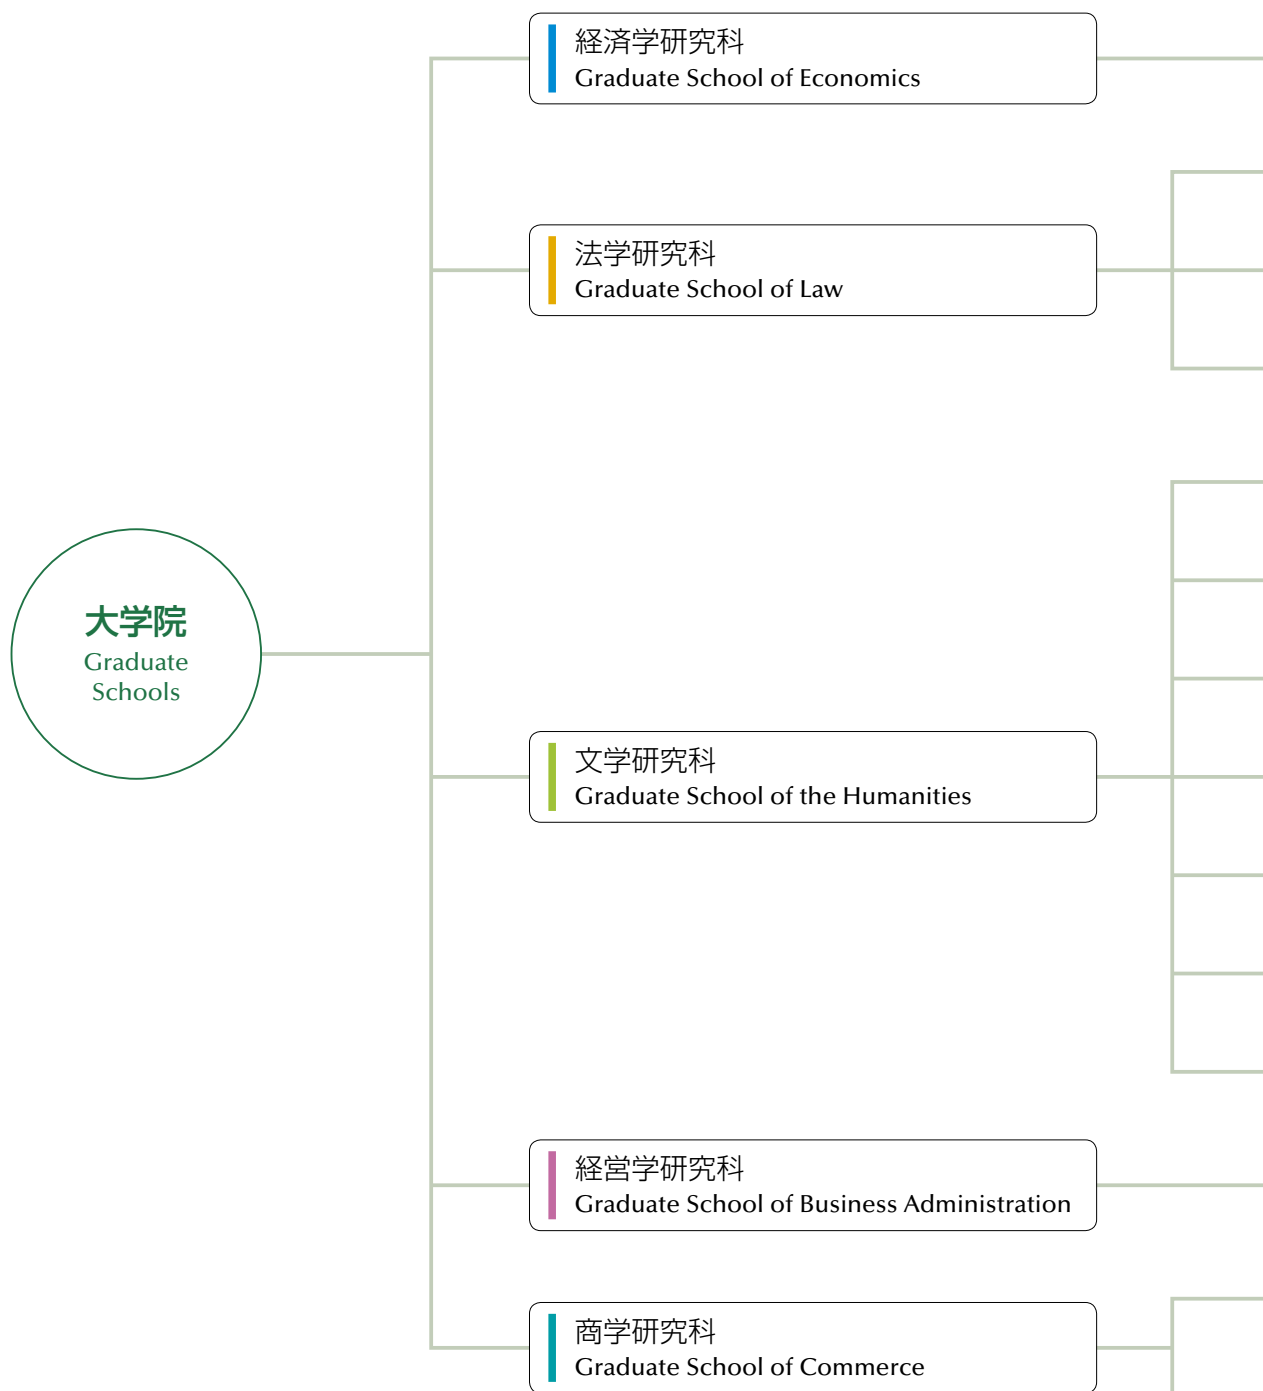 経済学研究科
Graduate School of Economics
法学研究科
Graduate School of Law
大学院
Graduate
Schools
文学研究科
Graduate School of the Humanities
経営学研究科
Graduate School of Business Administration
商学研究科
Graduate School of Commerce